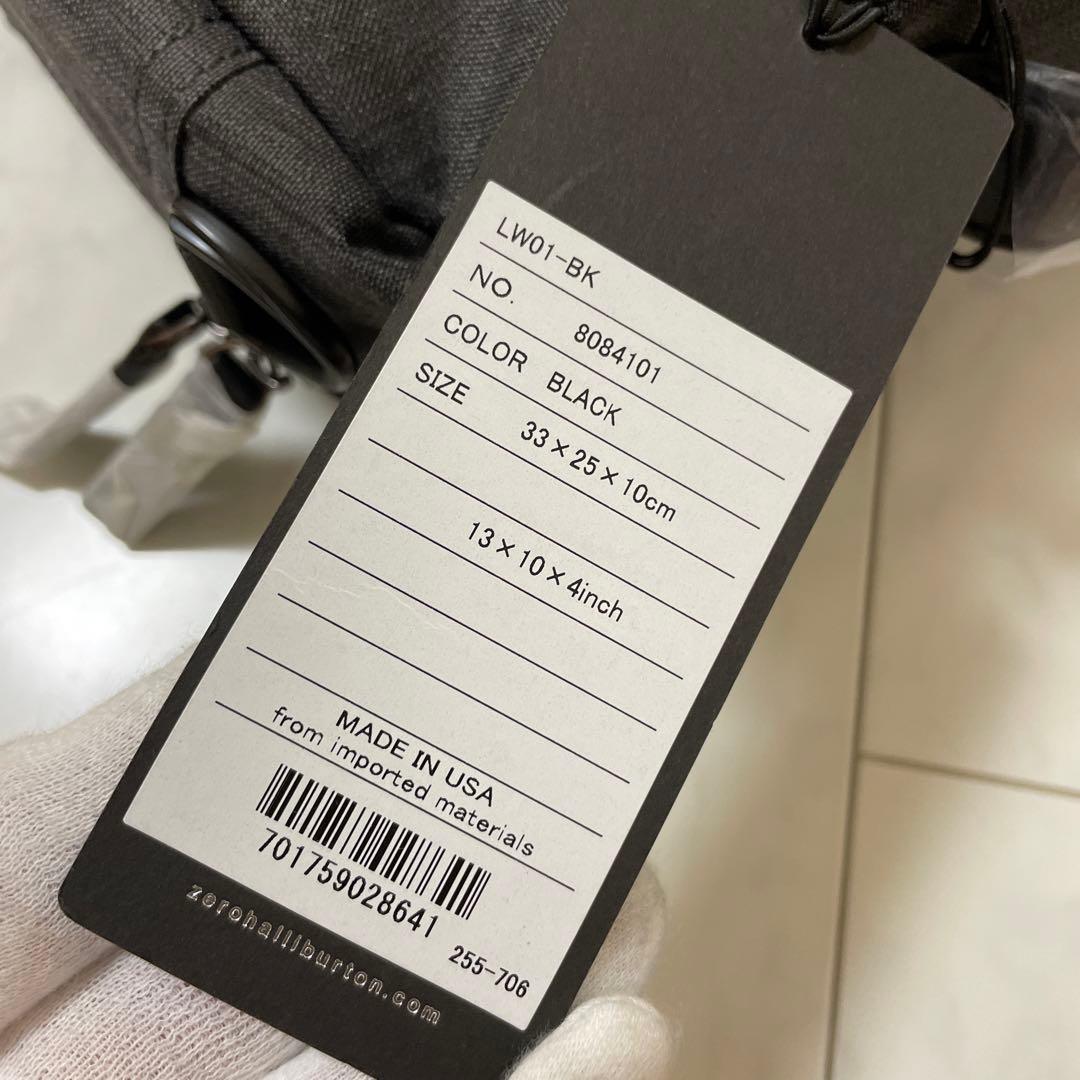 LW01-BK
NO. 8084101
COLOR BLACK
SIZE 33×25×10cm
13×10×4inch
MADE IN USA
from imported materials
701759028641
255-706
zerohalliburton.com